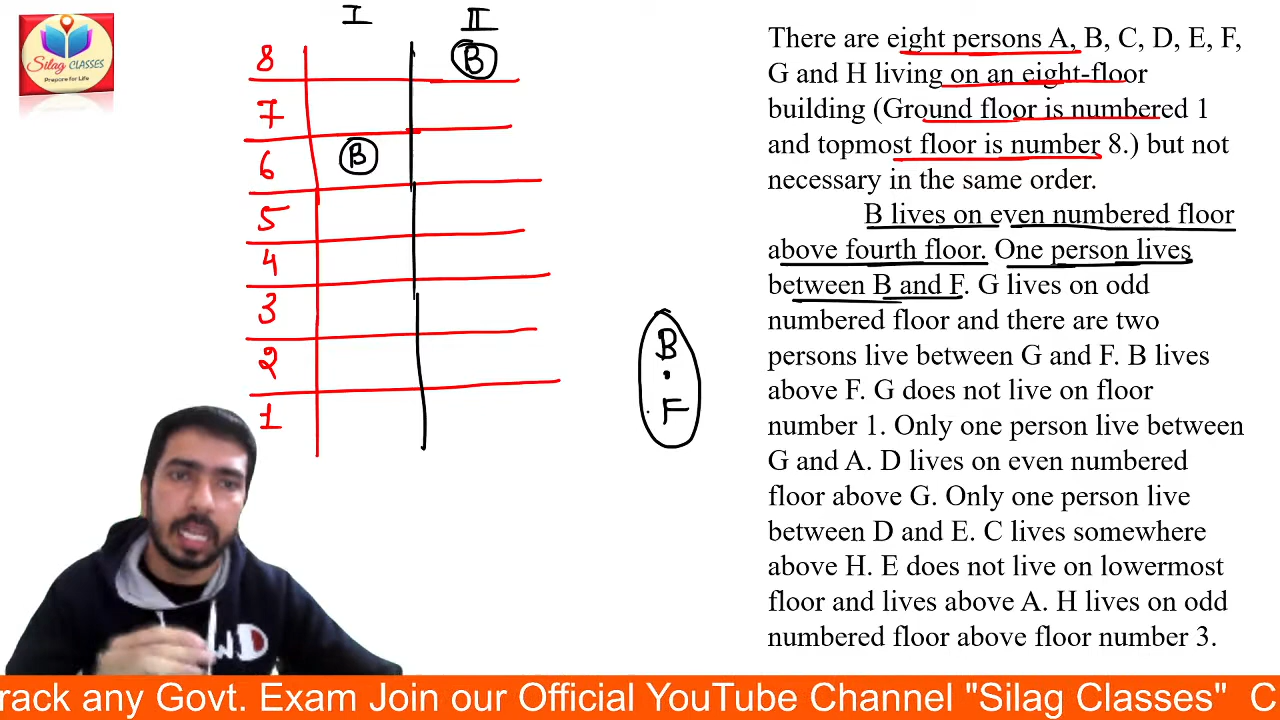 Silag CLASSES
Prepare for Life
I II
8 B
7
6 B
5
4
3
2
1
B
F
There are eight persons A, B, C, D, E, F,
G and H living on an eight-floor
building (Ground floor is numbered 1
and topmost floor is number 8.) but not
necessary in the same order.
B lives on even numbered floor
above fourth floor. One person lives
between B and F. G lives on odd
numbered floor and there are two
persons live between G and F. B lives
above F. G does not live on floor
number 1. Only one person live between
G and A. D lives on even numbered
floor above G. Only one person live
between D and E. C lives somewhere
above H. E does not live on lowermost
floor and lives above A. H lives on odd
numbered floor above floor number 3.
rack any Govt. Exam Join our Official YouTube Channel "Silag Classes" C